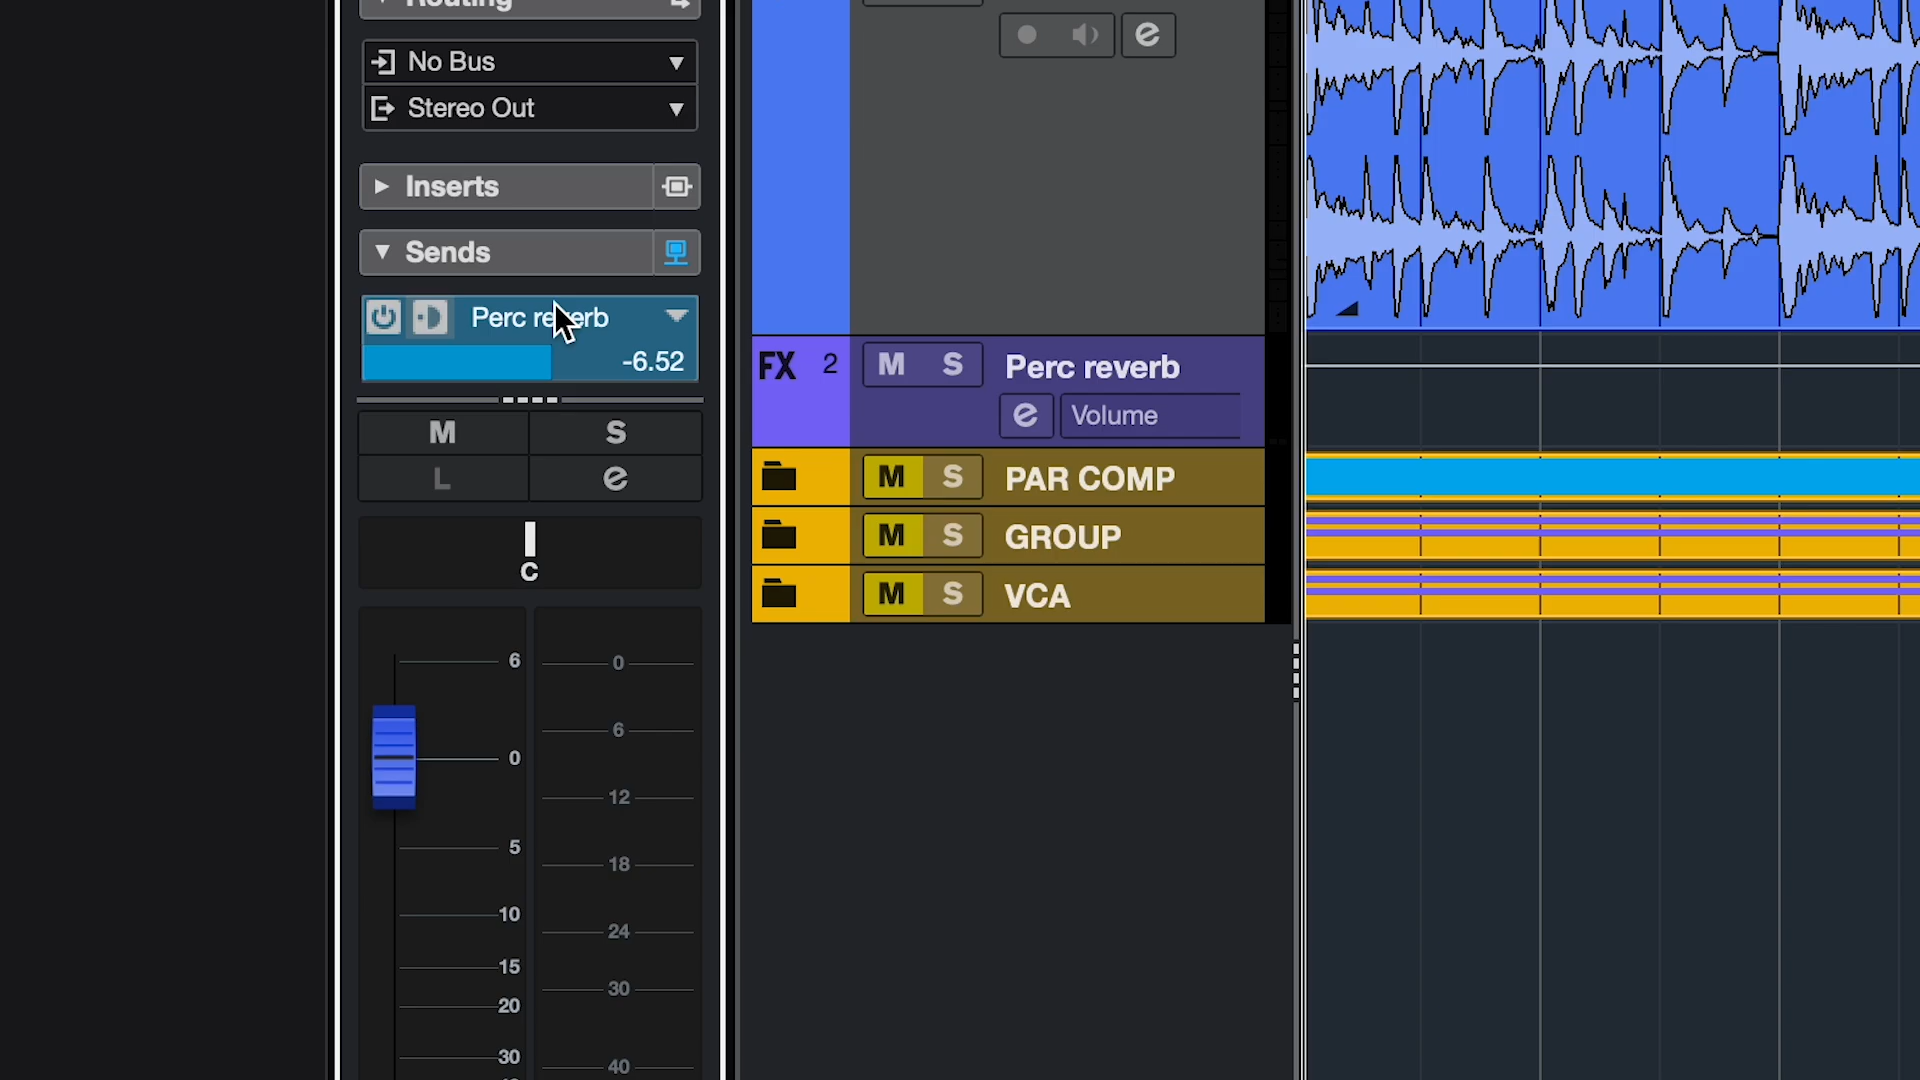 Routing
No Bus
Stereo Out
Inserts
Sends
Perc reverb
-6.52
M S
L e
C
6
0
5
10
15
20
30
0
6
12
18
24
30
40
e
FX 2 M S Perc reverb
e Volume
M S PAR COMP
M S GROUP
M S VCA